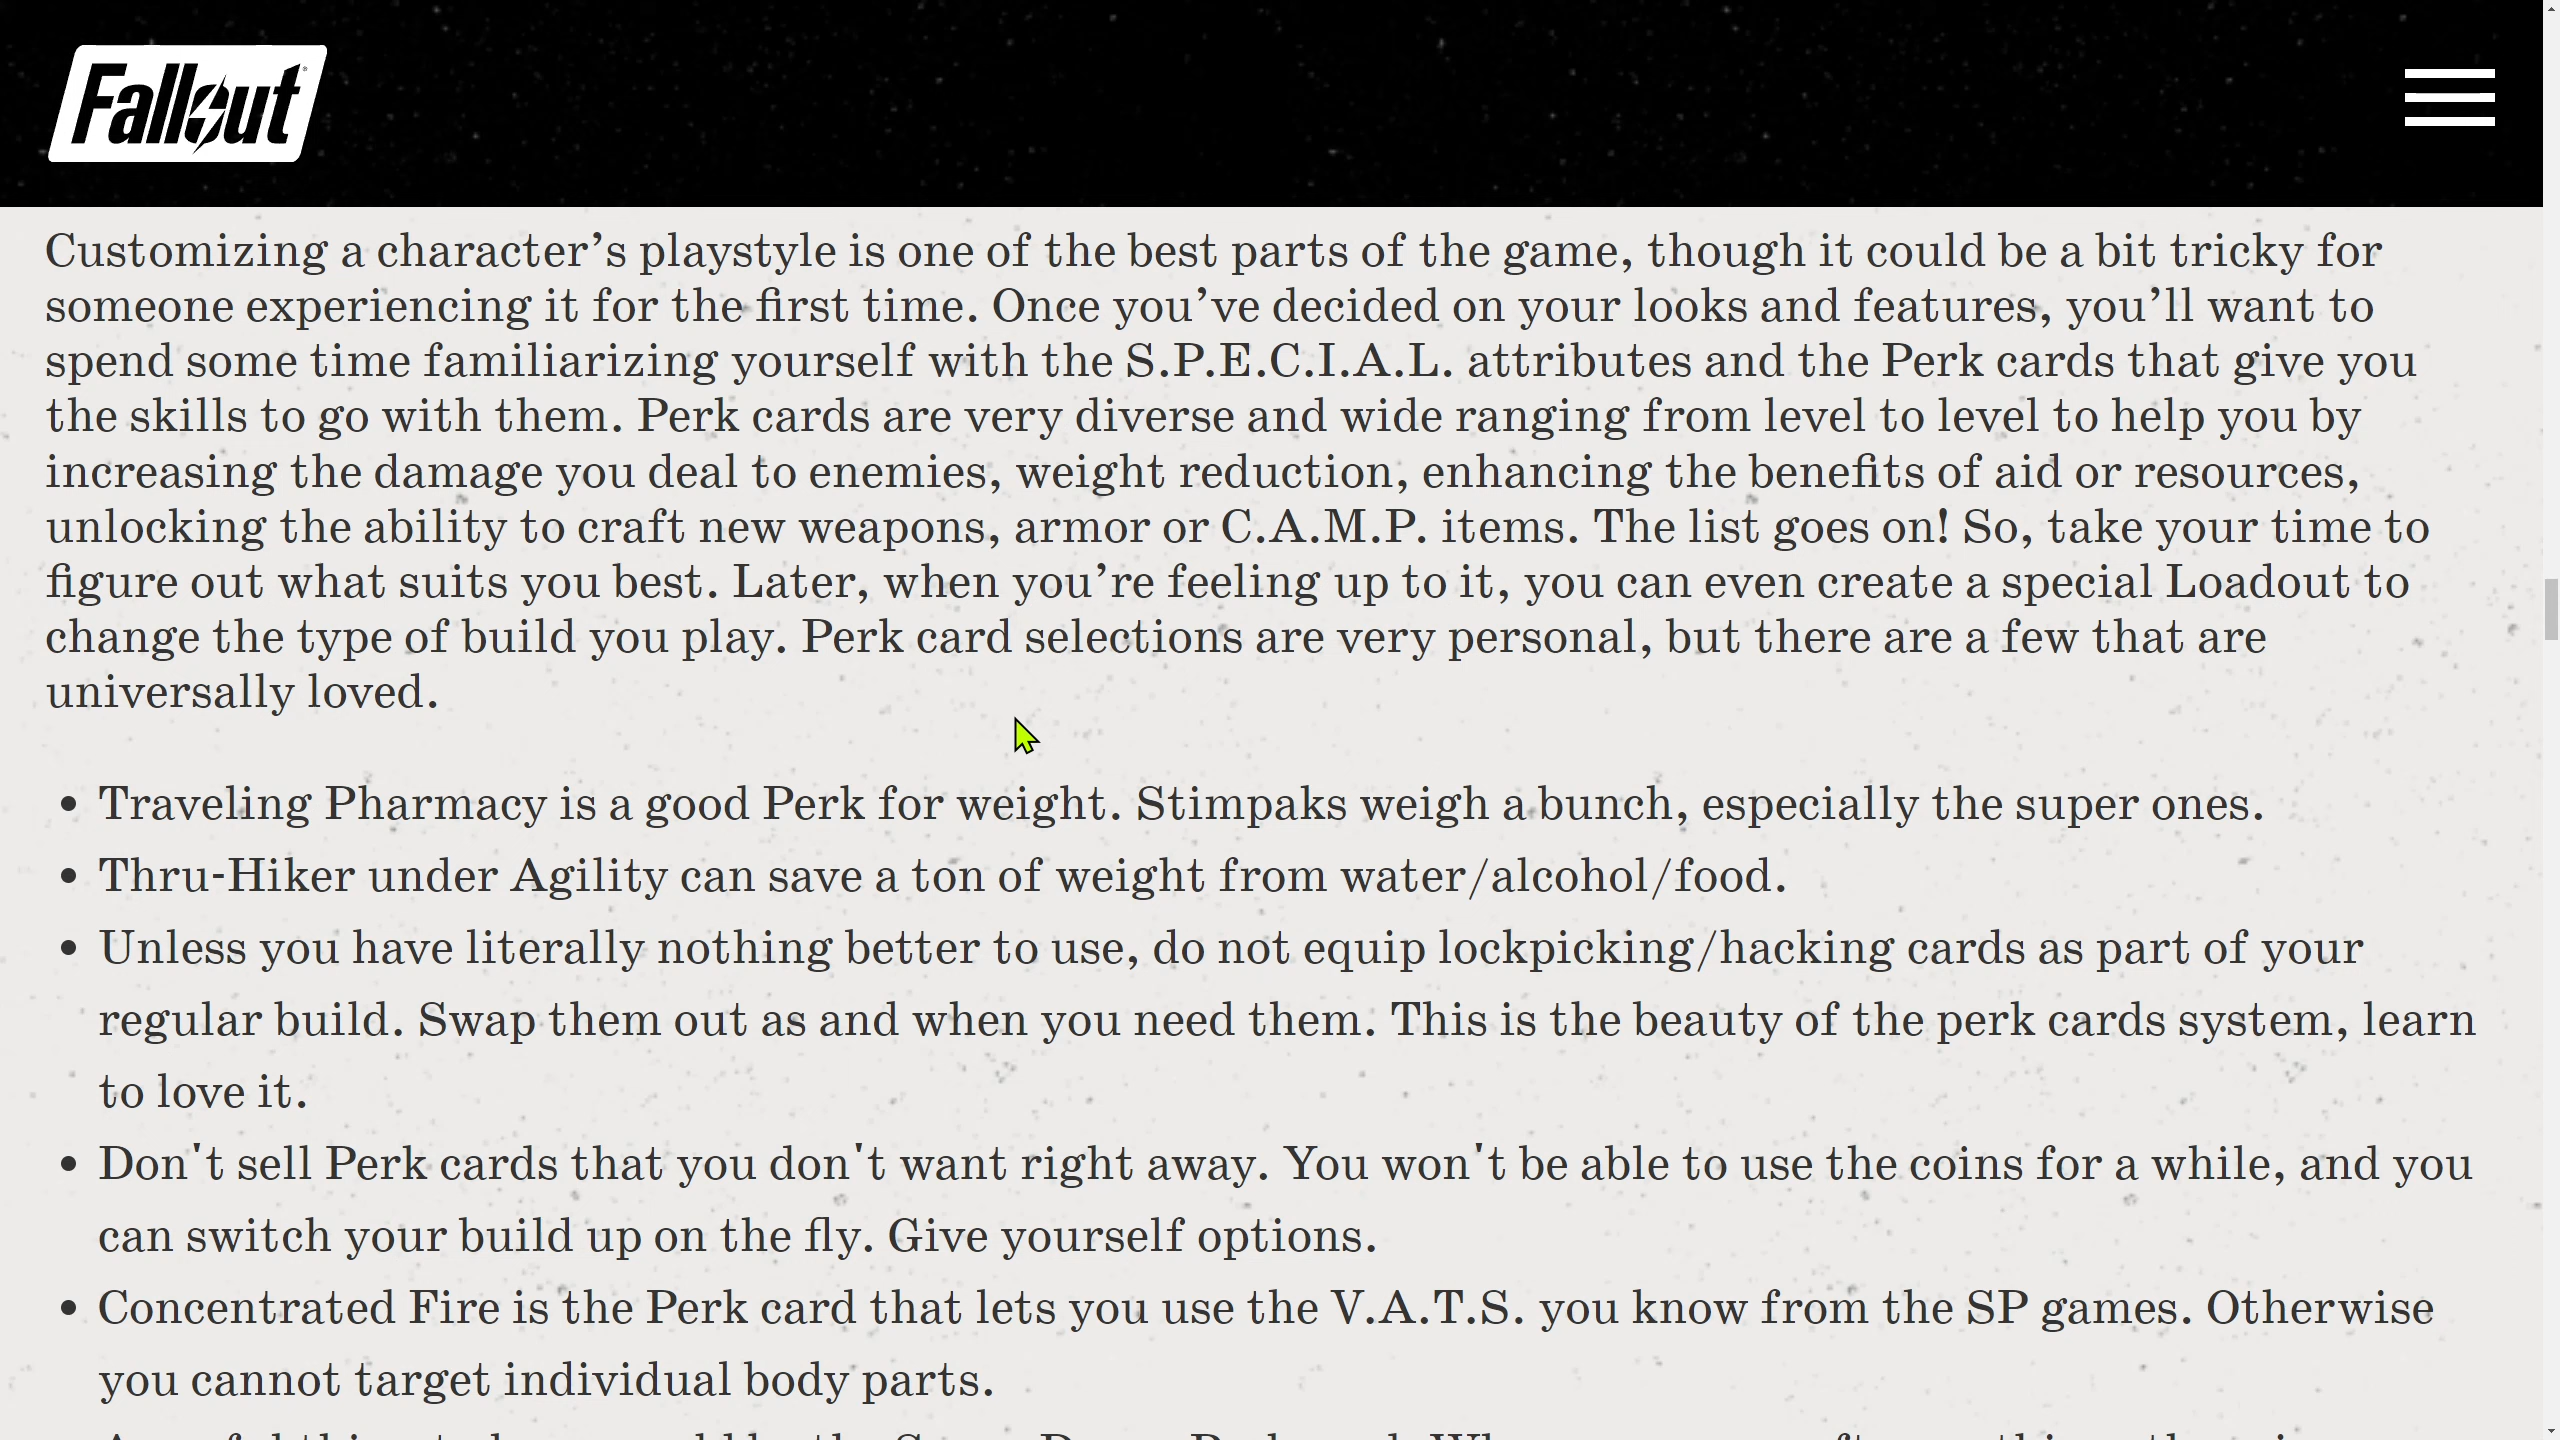 Fallout
Customizing a character’s playstyle is one of the best parts of the game, though it could be a bit tricky for
someone experiencing it for the first time. Once you’ve decided on your looks and features, you’ll want to
spend some time familiarizing yourself with the S.P.E.C.I.A.L. attributes and the Perk cards that give you
the skills to go with them. Perk cards are very diverse and wide ranging from level to level to help you by
increasing the damage you deal to enemies, weight reduction, enhancing the benefits of aid or resources,
unlocking the ability to craft new weapons, armor or C.A.M.P. items. The list goes on! So, take your time to
figure out what suits you best. Later, when you’re feeling up to it, you can even create a special Loadout to
change the type of build you play. Perk card selections are very personal, but there are a few that are
universally loved.
• Traveling Pharmacy is a good Perk for weight. Stimpaks weigh a bunch, especially the super ones.
• Thru-Hiker under Agility can save a ton of weight from water/alcohol/food.
• Unless you have literally nothing better to use, do not equip lockpicking/hacking cards as part of your
regular build. Swap them out as and when you need them. This is the beauty of the perk cards system, learn
to love it.
• Don't sell Perk cards that you don't want right away. You won't be able to use the coins for a while, and you
can switch your build up on the fly. Give yourself options.
• Concentrated Fire is the Perk card that lets you use the V.A.T.S. you know from the SP games. Otherwise
you cannot target individual body parts.